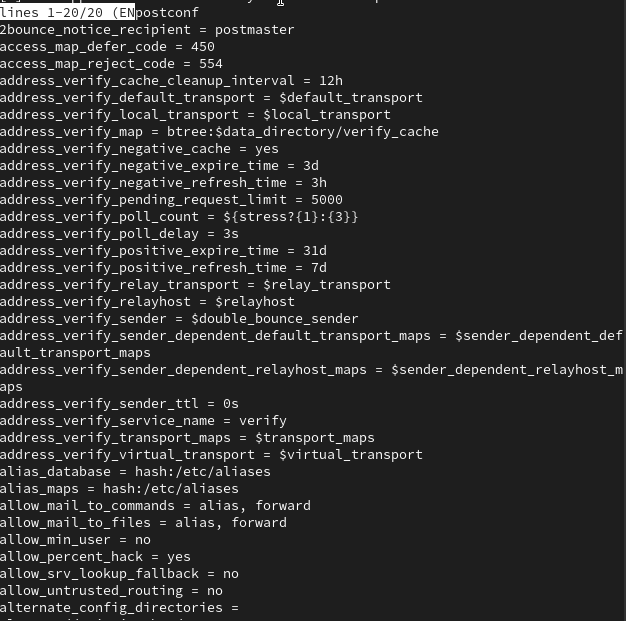 lines 1-20/20 (ENpostconf
2bounce_notice_recipient = postmaster
access_map_defer_code = 450
access_map_reject_code = 554
address_verify_cache_cleanup_interval = 12h
address_verify_default_transport = $default_transport
address_verify_local_transport = $local_transport
address_verify_map = btree:$data_directory/verify_cache
address_verify_negative_cache = yes
address_verify_negative_expire_time = 3d
address_verify_negative_refresh_time = 3h
address_verify_pending_request_limit = 5000
address_verify_poll_count = ${stress?{1}:{3}}
address_verify_poll_delay = 3s
address_verify_positive_expire_time = 31d
address_verify_positive_refresh_time = 7d
address_verify_relay_transport = $relay_transport
address_verify_relayhost = $relayhost
address_verify_sender = $double_bounce_sender
address_verify_sender_dependent_default_transport_maps = $sender_dependent_def
ault_transport_maps
address_verify_sender_dependent_relayhost_maps = $sender_dependent_relayhost_m
aps
address_verify_sender_ttl = 0s
address_verify_service_name = verify
address_verify_transport_maps = $transport_maps
address_verify_virtual_transport = $virtual_transport
alias_database = hash:/etc/aliases
alias_maps = hash:/etc/aliases
allow_mail_to_commands = alias, forward
allow_mail_to_files = alias, forward
allow_min_user = no
allow_percent_hack = yes
allow_srv_lookup_fallback = no
allow_untrusted_routing = no
alternate_config_directories =